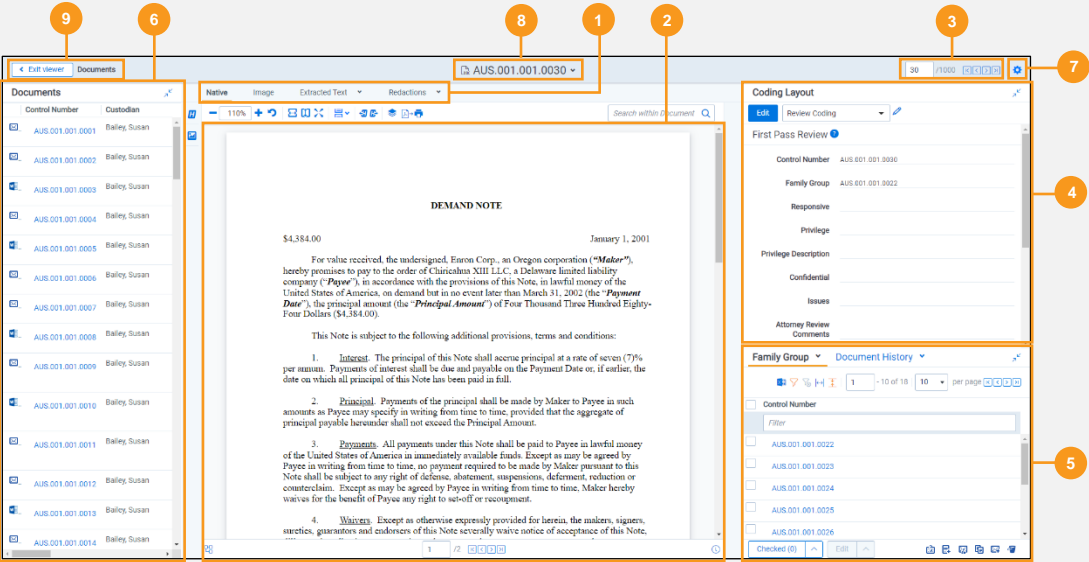 9
6
8
1
2
3
7
4
5
Exit viewer
Documents
AUS.001.001.0030
30 /1000
Documents
Control Number Custodian
AUS.001.001.0001 Bailey, Susan
AUS.001.001.0002 Bailey, Susan
AUS.001.001.0003 Bailey, Susan
AUS.001.001.0004 Bailey, Susan
AUS.001.001.0005 Bailey, Susan
AUS.001.001.0006 Bailey, Susan
AUS.001.001.0007 Bailey, Susan
AUS.001.001.0008 Bailey, Susan
AUS.001.001.0009 Bailey, Susan
AUS.001.001.0010 Bailey, Susan
AUS.001.001.0011 Bailey, Susan
AUS.001.001.0012 Bailey, Susan
AUS.001.001.0013 Bailey, Susan
AUS.001.001.0014 Bailey, Susan
Native Image Extracted Text Redactions
110%
Search within Document
DEMAND NOTE
$4,384.00 January 1, 2001
For value received, the undersigned, Enron Corp., an Oregon corporation (“Maker”),
hereby promises to pay to the order of Chiricahua XIII LLC, a Delaware limited liability
company (“Payee”), in accordance with the provisions of this Note, in lawful money of the
United States of America, on demand but in no event later than March 31, 2002 (the “Payment
Date”), the principal amount (the “Principal Amount”) of Four Thousand Three Hundred Eighty-
Four Dollars ($4,384.00).
This Note is subject to the following additional provisions, terms and conditions:
1. Interest. The principal of this Note shall accrue principal at a rate of seven (7)%
per annum. Payments of interest shall be due and payable on the Payment Date or, if earlier, the
date on which all principal of this Note has been paid in full.
2. Principal. Payments of the principal shall be made by Maker to Payee in such
amounts as Payee may specify in writing from time to time, provided that the aggregate of
principal payable hereunder shall not exceed the Principal Amount.
3. Payments. All payments under this Note shall be paid to Payee in lawful money
of the United States of America in immediately available funds. Except as may be agreed by
Payee in writing from time to time, no payment required to be made by Maker pursuant to this
Note shall be subject to any right of defense, abatement, suspensions, deferment, reduction or
counterclaim. Except as may be agreed by Payee in writing from time to time, Maker hereby
waives for the benefit of Payee any right to set-off or recoupment.
4. Waivers. Except as otherwise expressly provided for herein, the makers, signers,
sureties, guarantors and endorsers of this Note severally waive notice of acceptance of this Note,
1 /2
Coding Layout
Edit Review Coding
First Pass Review
Control Number AUS.001.001.0030
Family Group AUS.001.001.0022
Responsive
Privilege
Privilege Description
Confidential
Issues
Attorney Review
Comments
Family Group Document History
1 - 10 of 18 10 per page
Control Number
Filter
AUS.001.001.0022
AUS.001.001.0023
AUS.001.001.0024
AUS.001.001.0025
AUS.001.001.0026
Checked (0) Edit